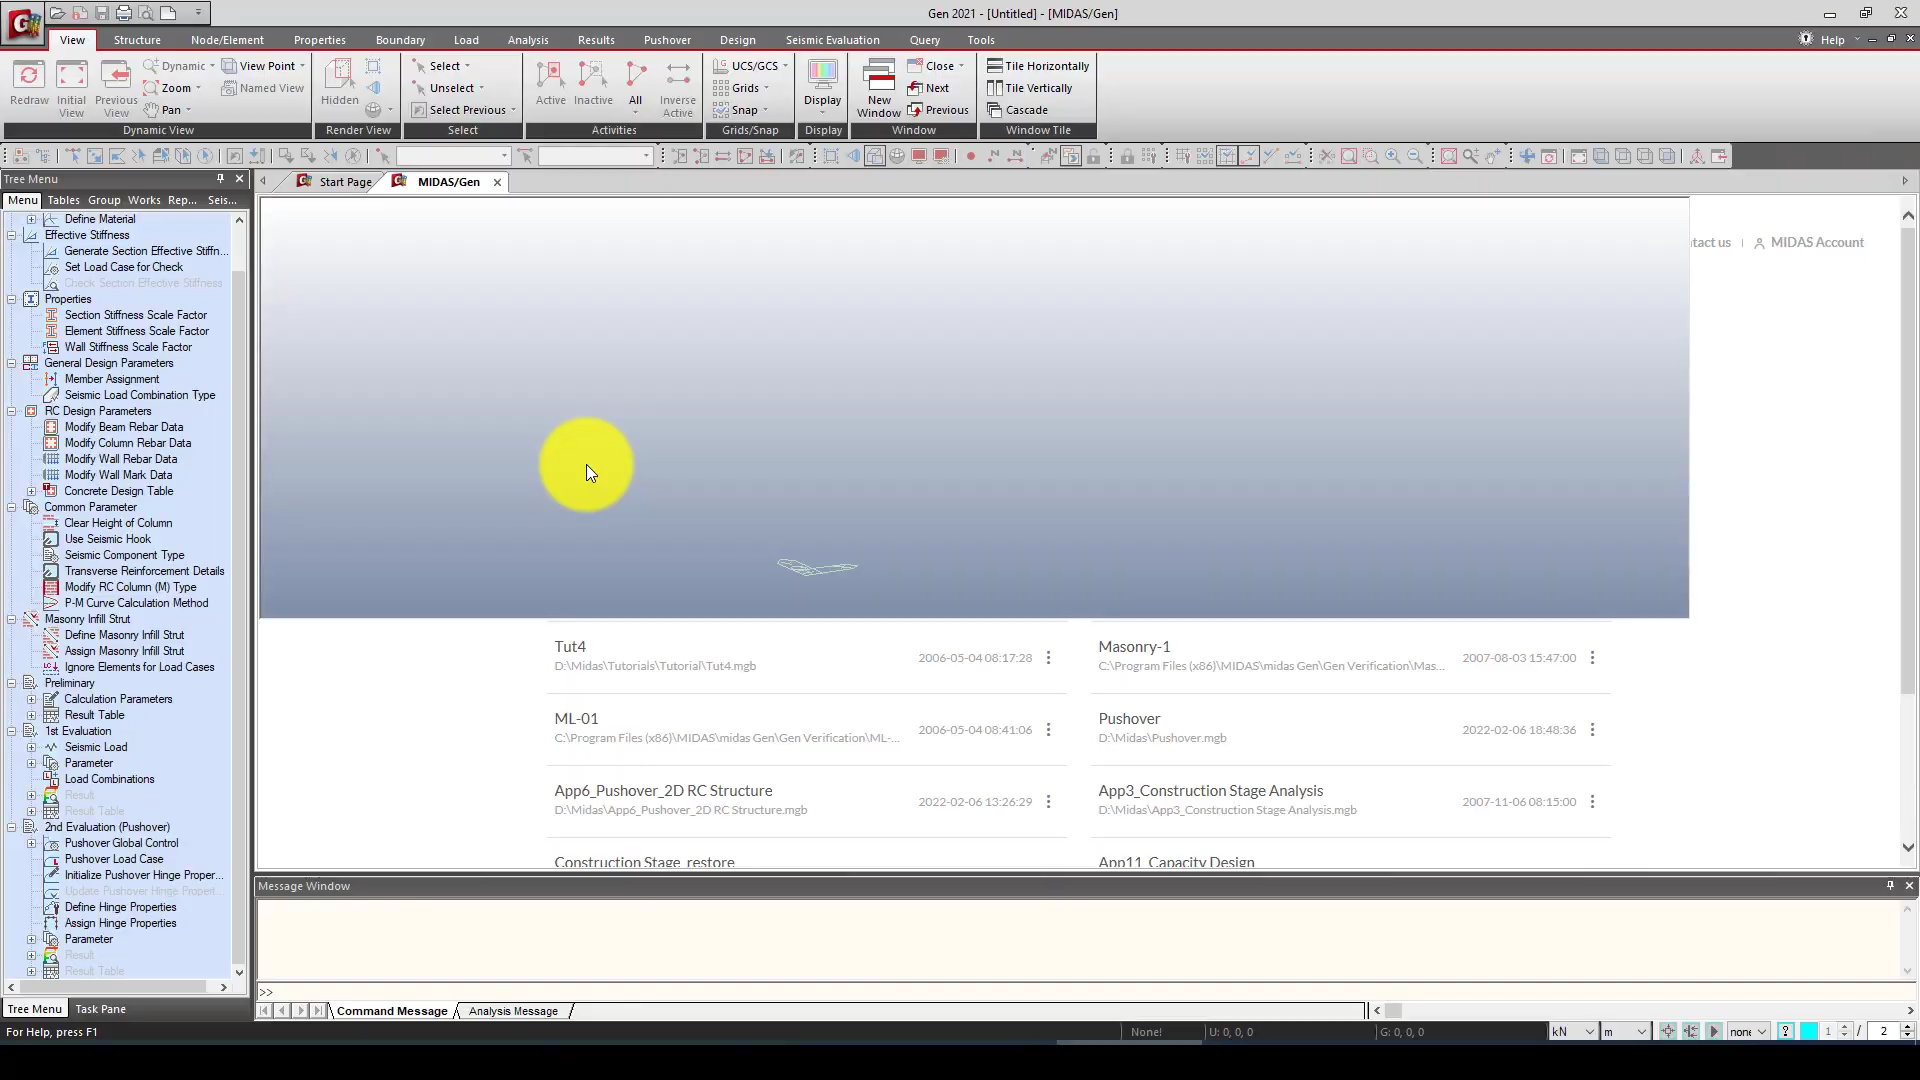 Gen 2021 - [Untitled] - [MIDAS/Gen]
View
Structure
Node/Element
Properties
Boundary
Load
Analysis
Results
Pushover
Design
Seismic Evaluation
Query
Tools
Help
Redraw
Initial View
Previous View
Dynamic
Zoom
Pan
View Point
Named View
Dynamic View
Hidden
Render View
Select
Unselect
Select Previous
Select
Active
Inactive
All
Inverse Active
Activities
UCS/GCS
Grids
Snap
Grids/Snap
Display
Display
New Window
Close
Next
Previous
Window
Tile Horizontally
Tile Vertically
Cascade
Window Tile
Tree Menu
Start Page
MIDAS/Gen
Menu
Tables
Group
Works
Rep...
Seis...
Define Material
Effective Stiffness
Generate Section Effective Stiffn...
Set Load Case for Check
Check Section Effective Stiffness
Properties
Section Stiffness Scale Factor
Element Stiffness Scale Factor
Wall Stiffness Scale Factor
General Design Parameters
Member Assignment
Seismic Load Combination Type
RC Design Parameters
Modify Beam Rebar Data
Modify Column Rebar Data
Modify Wall Rebar Data
Modify Wall Mark Data
Concrete Design Table
Common Parameter
Clear Height of Column
Use Seismic Hook
Seismic Component Type
Transverse Reinforcement Details
Modify RC Column (M) Type
P-M Curve Calculation Method
Masonry Infill Strut
Define Masonry Infill Strut
Assign Masonry Infill Strut
Ignore Elements for Load Cases
Preliminary
Calculation Parameters
Result Table
1st Evaluation
Seismic Load
Parameter
Load Combinations
Result
Result Table
2nd Evaluation (Pushover)
Pushover Global Control
Pushover Load Case
Initialize Pushover Hinge Proper...
Update Pushover Hinge Propert...
Define Hinge Properties
Assign Hinge Properties
Parameter
Result
Result Table
Tree Menu
Task Pane
tact us
MIDAS Account
Tut4
D:\Midas\Tutorials\Tutorial\Tut4.mgb
2006-05-04 08:17:28
Masonry-1
C:\Program Files (x86)\MIDAS\midas Gen\Gen Verification\Mas...
2007-08-03 15:47:00
ML-01
C:\Program Files (x86)\MIDAS\midas Gen\Gen Verification\ML-...
2006-05-04 08:41:06
Pushover
D:\Midas\Pushover.mgb
2022-02-06 18:48:36
App6_Pushover_2D RC Structure
D:\Midas\App6_Pushover_2D RC Structure.mgb
2022-02-06 13:26:29
App3_Construction Stage Analysis
D:\Midas\App3_Construction Stage Analysis.mgb
2007-11-06 08:15:00
Construction Stage_restore
App11_Capacity Design
Message Window
>>
Command Message
Analysis Message
For Help, press F1
None!
U: 0, 0, 0
G: 0, 0, 0
kN
m
none
1
/
2